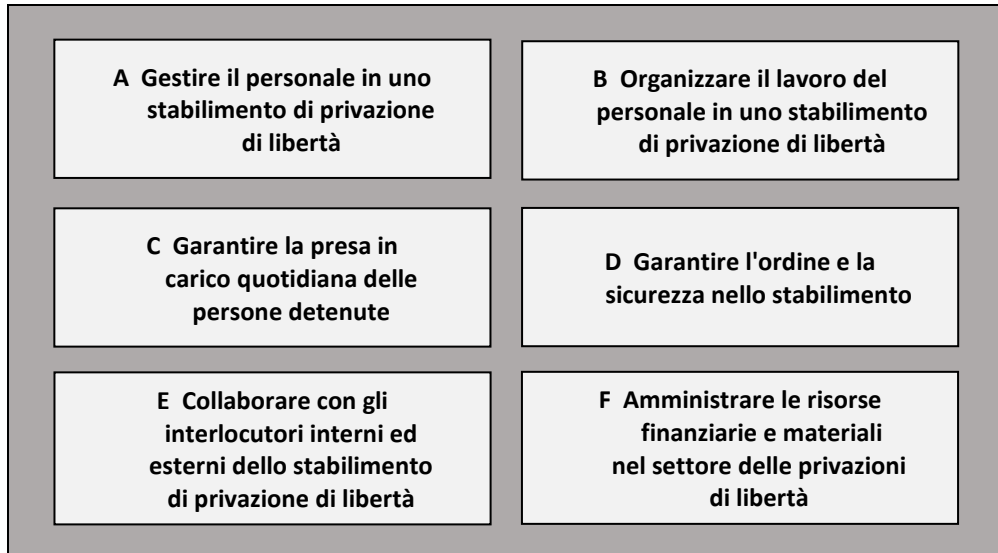 A Gestire il personale in uno
stabilimento di privazione
di libertà
B Organizzare il lavoro del
personale in uno stabilimento
di privazione di libertà
C Garantire la presa in
carico quotidiana delle
persone detenute
D Garantire l'ordine e la
sicurezza nello stabilimento
E Collaborare con gli
interlocutori interni ed
esterni dello stabilimento
di privazione di libertà
F Amministrare le risorse
finanziarie e materiali
nel settore delle privazioni
di libertà